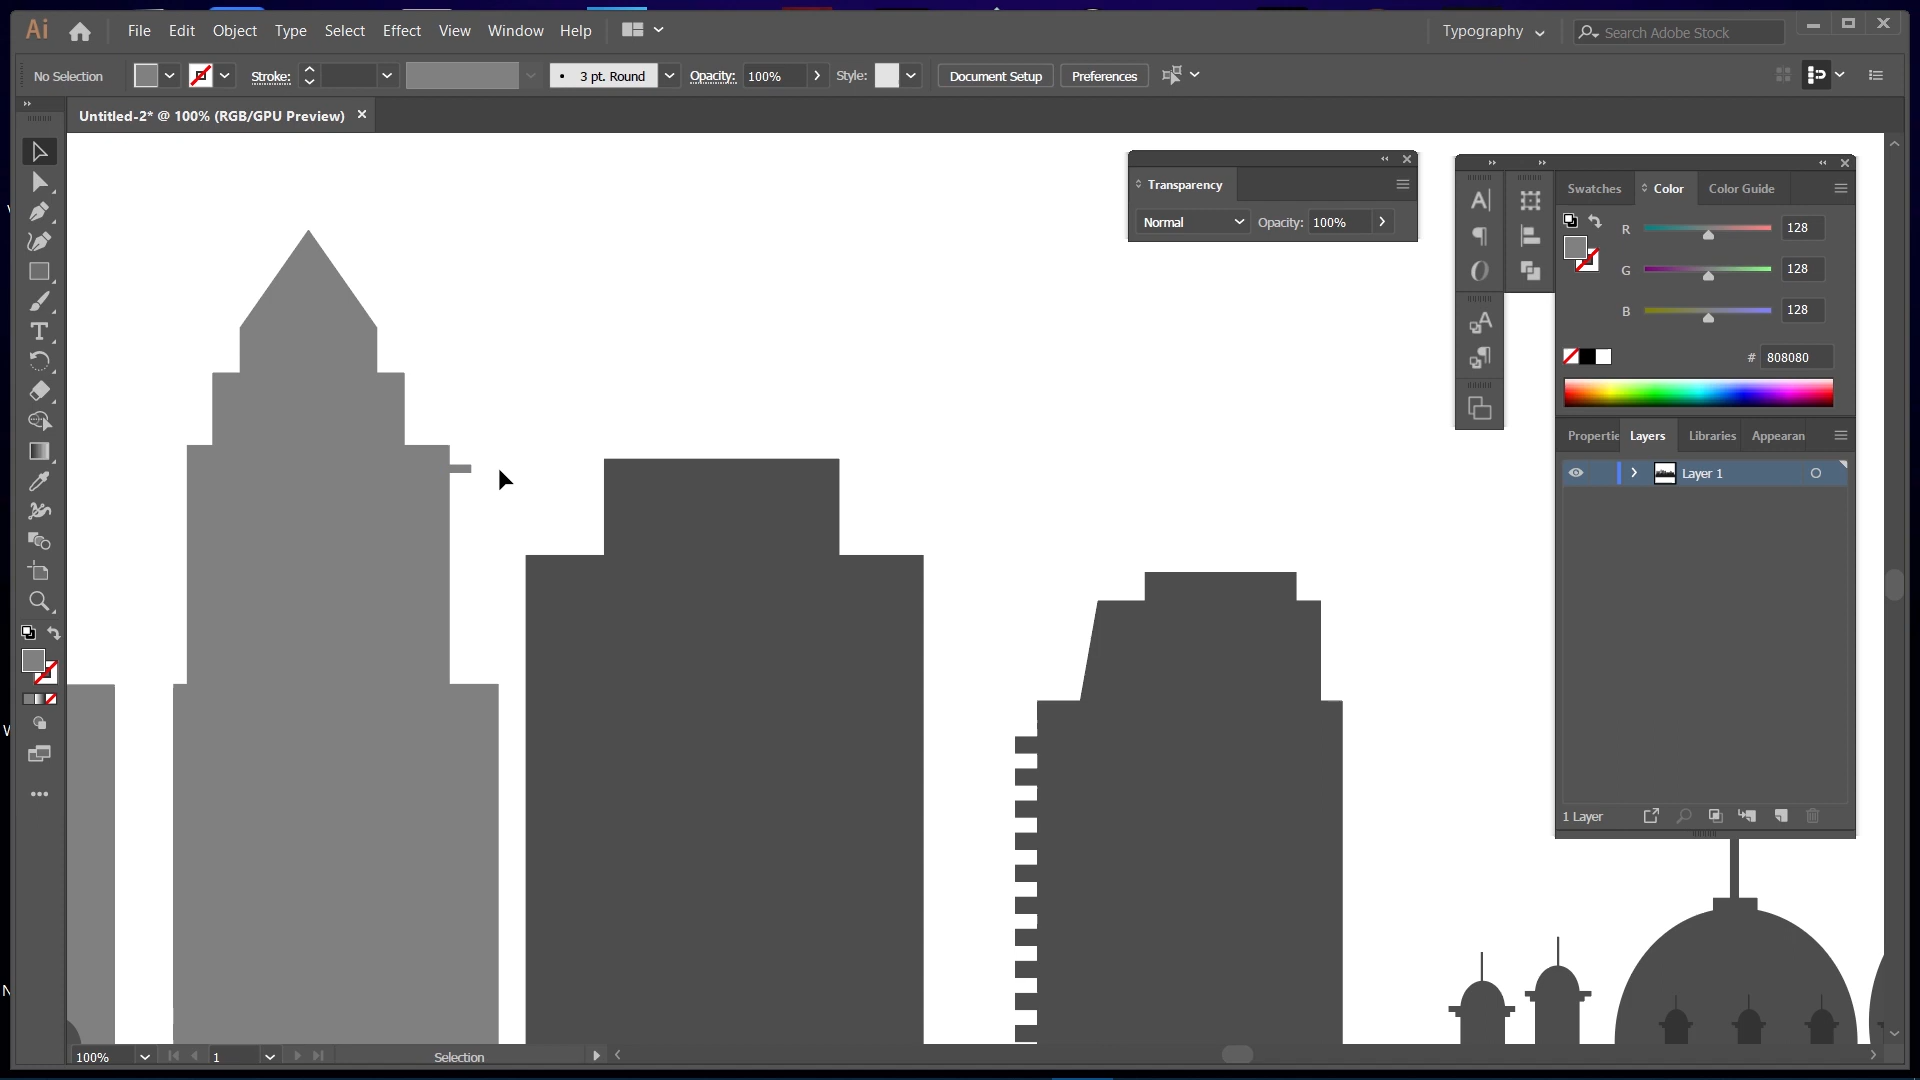 Ai File Edit Object Type Select Effect View Window Help Typography Search Adobe Stock
No Selection Stroke: 3 pt. Round Opacity: 100% Style: Document Setup Preferences
Untitled-2* @ 100% (RGB/GPU Preview)
Transparency
Normal Opacity: 100%
Swatches Color Color Guide
R 128
G 128
B 128
# 808080
Properti Layers Libraries Appearan
Layer 1
1 Layer
100% 1 Selection